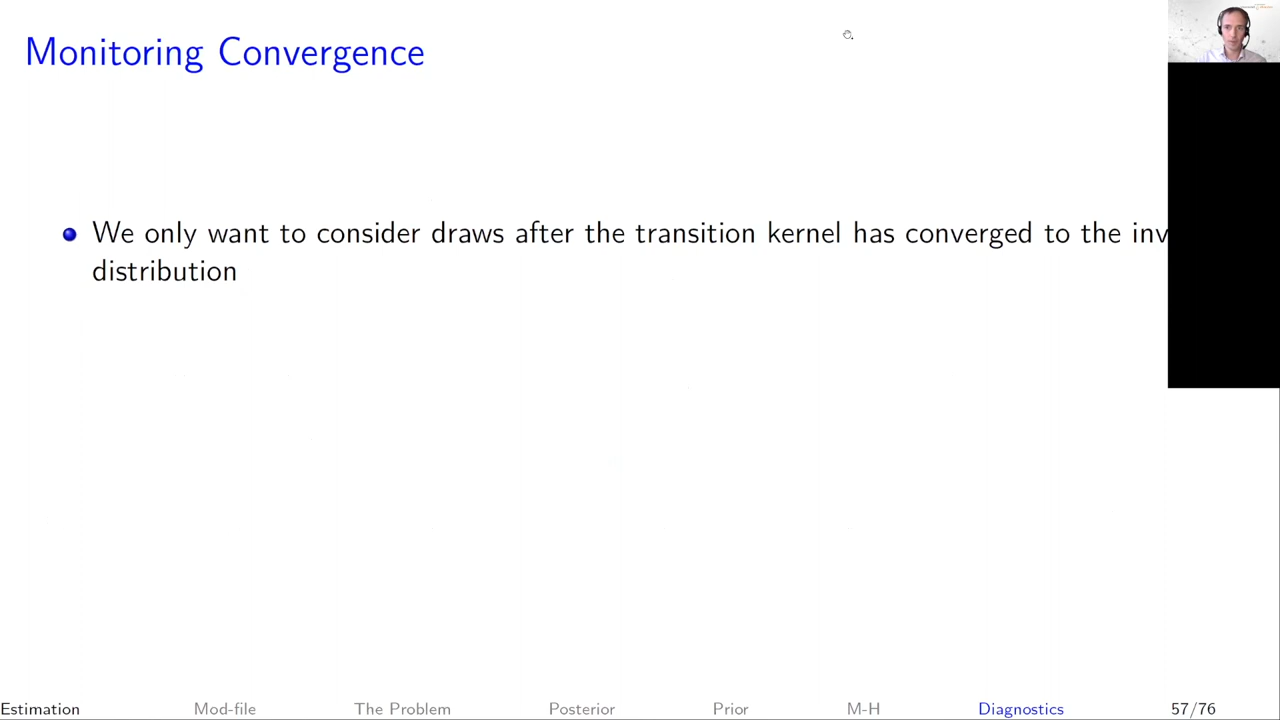 Monitoring Convergence
We only want to consider draws after the transition kernel has converged to the
distribution
Estimation Mod-file The Problem Posterior Prior M-H Diagnostics 57/76